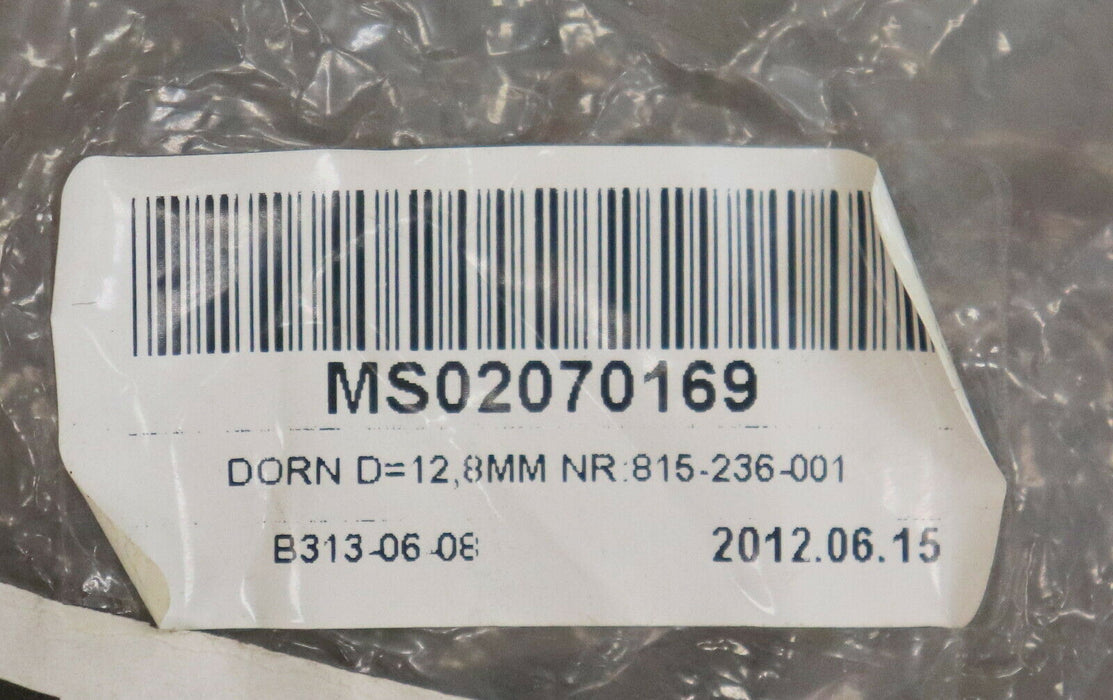 MS02070169
DORN D=12,8MM NR:815-236-001
B313-06-08 2012.06.15